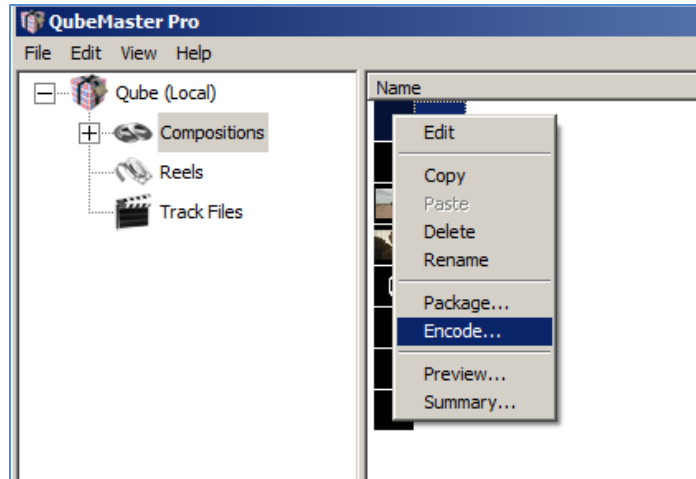 QubeMaster Pro
File Edit View Help
Qube (Local)
Compositions
Reels
Track Files
Name
Edit
Copy
Paste
Delete
Rename
Package...
Encode...
Preview...
Summary...